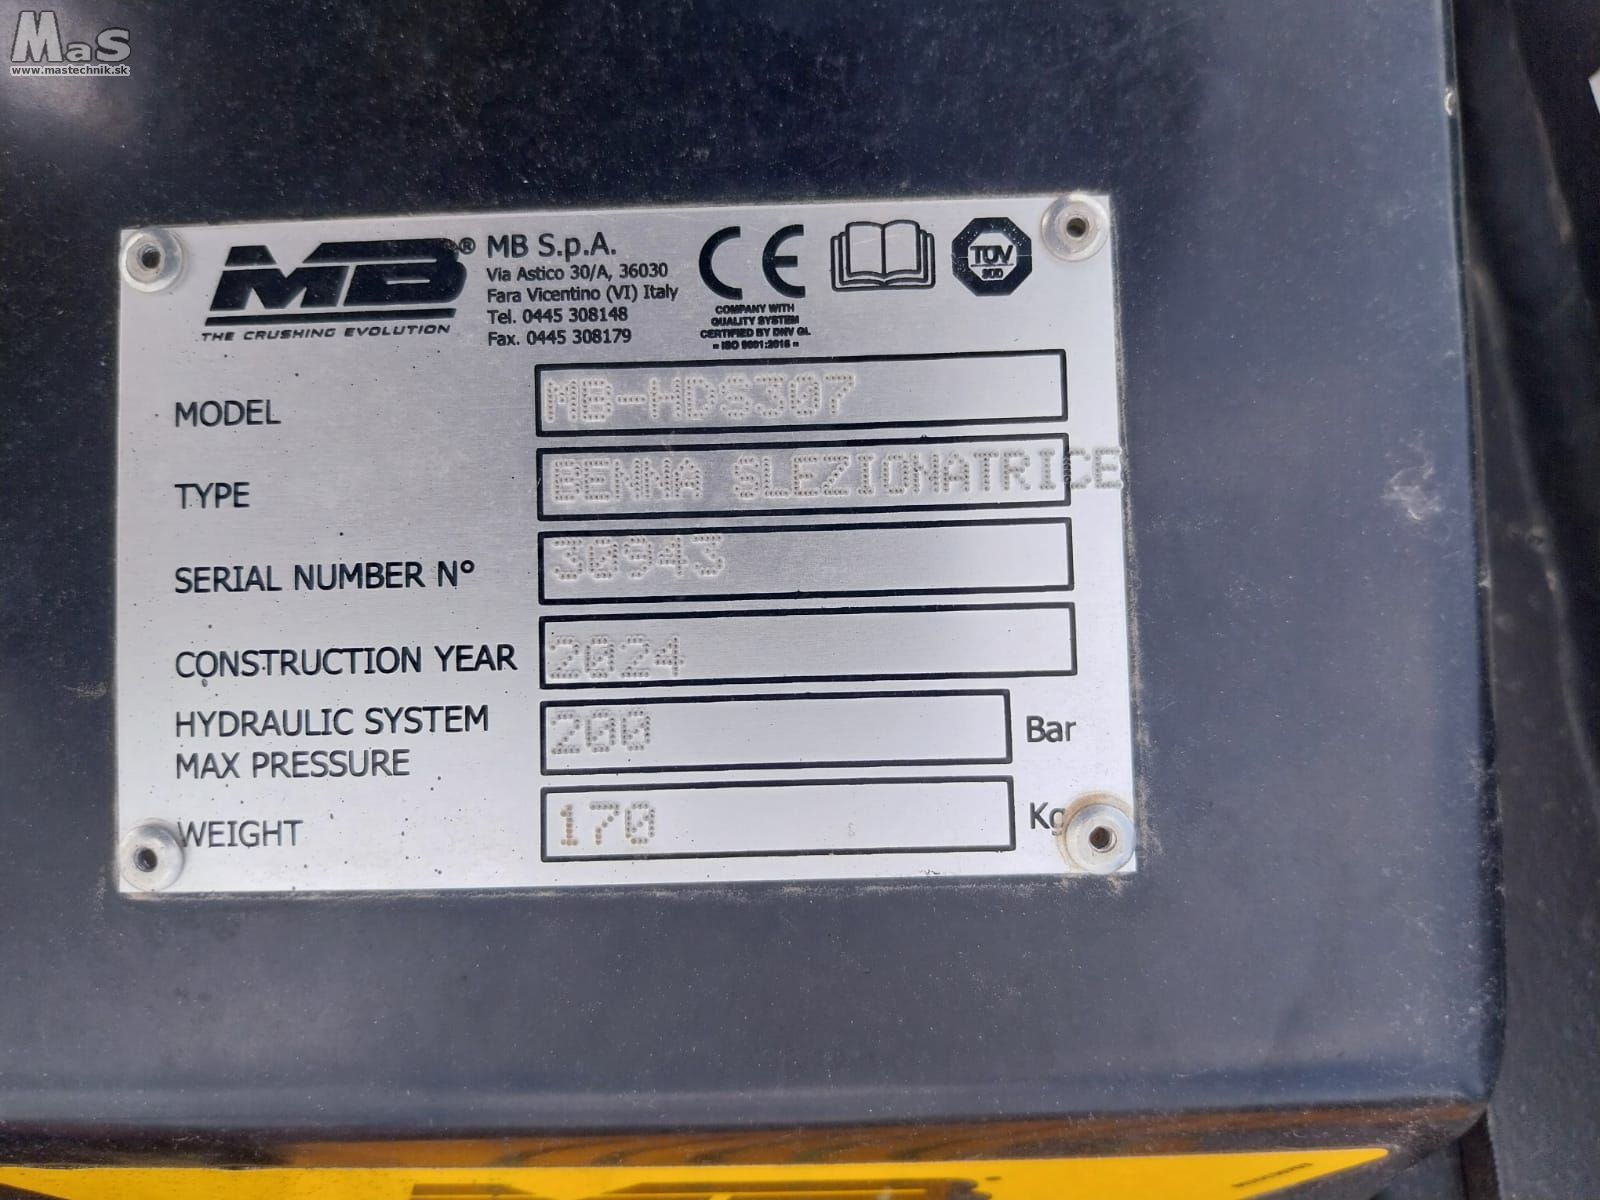 MaS
www.mastechnik.sk
MB®
THE CRUSHING EVOLUTION
MB S.p.A.
Via Astico 30/A, 36030
Fara Vicentino (VI) Italy
Tel. 0445 308148
Fax. 0445 308179
CE
COMPANY WITH
QUALITY SYSTEM
CERTIFIED BY DNV GL
= ISO 9001:2015 =
TÜV
MODEL MB-HDS307
TYPE BENNA SLEZIONATRICE
SERIAL NUMBER N° 30943
CONSTRUCTION YEAR 2024
HYDRAULIC SYSTEM
MAX PRESSURE 200 Bar
WEIGHT 170 Kg